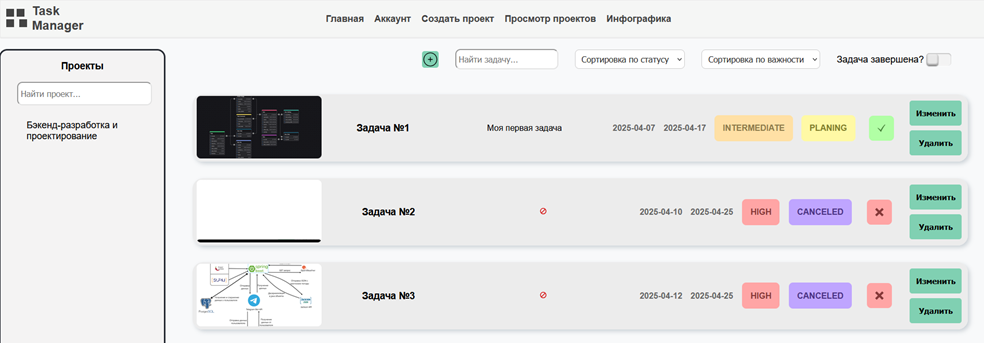 Task
Manager
Главная Аккаунт Создать проект Просмотр проектов Инфографика
Проекты
Найти проект...
Бэкенд-разработка и
проектирование
Найти задачу... Сортировка по статусу Сортировка по важности Задача завершена?
Задача №1 Моя первая задача 2025-04-07 2025-04-17 INTERMEDIATE PLANING Изменить
Удалить
Задача №2 2025-04-10 2025-04-25 HIGH CANCELED Изменить
Удалить
Задача №3 2025-04-12 2025-04-25 HIGH CANCELED Изменить
Удалить